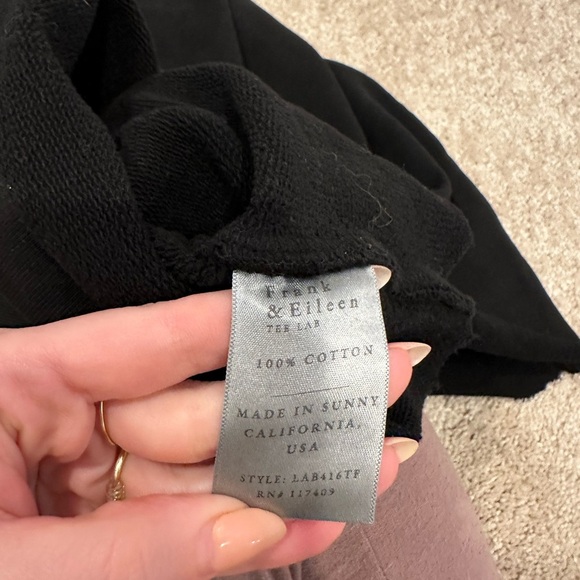 Frank
& Eileen
TEE LAB
100% COTTON
MADE IN SUNNY
CALIFORNIA,
USA
STYLE: LAB416TF
RN# 117409